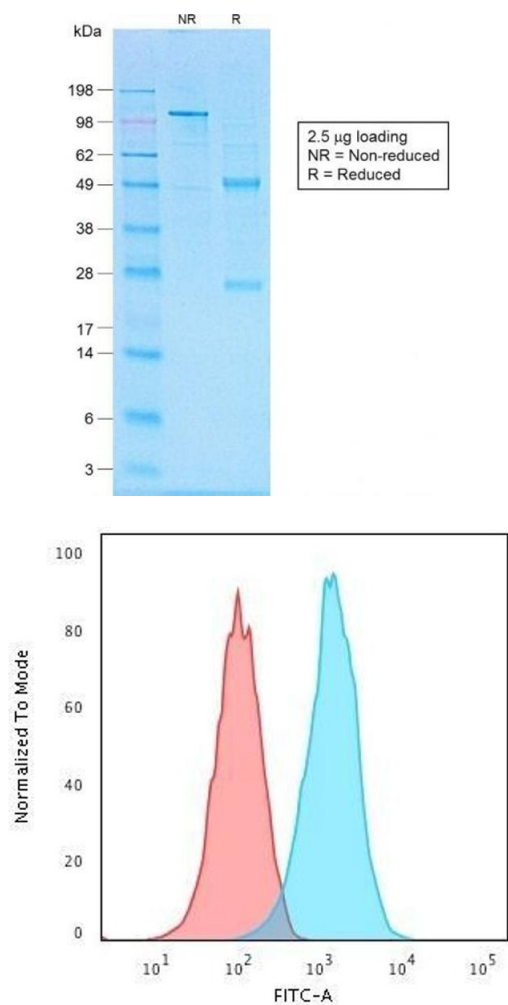 kDa
NR R
198
98
62
49
38
28
17
14
6
3
2.5 µg loading
NR = Non-reduced
R = Reduced
Normalized To Mode
100
80
60
40
20
0
10¹ 10² 10³ 10⁴ 10⁵
FITC-A